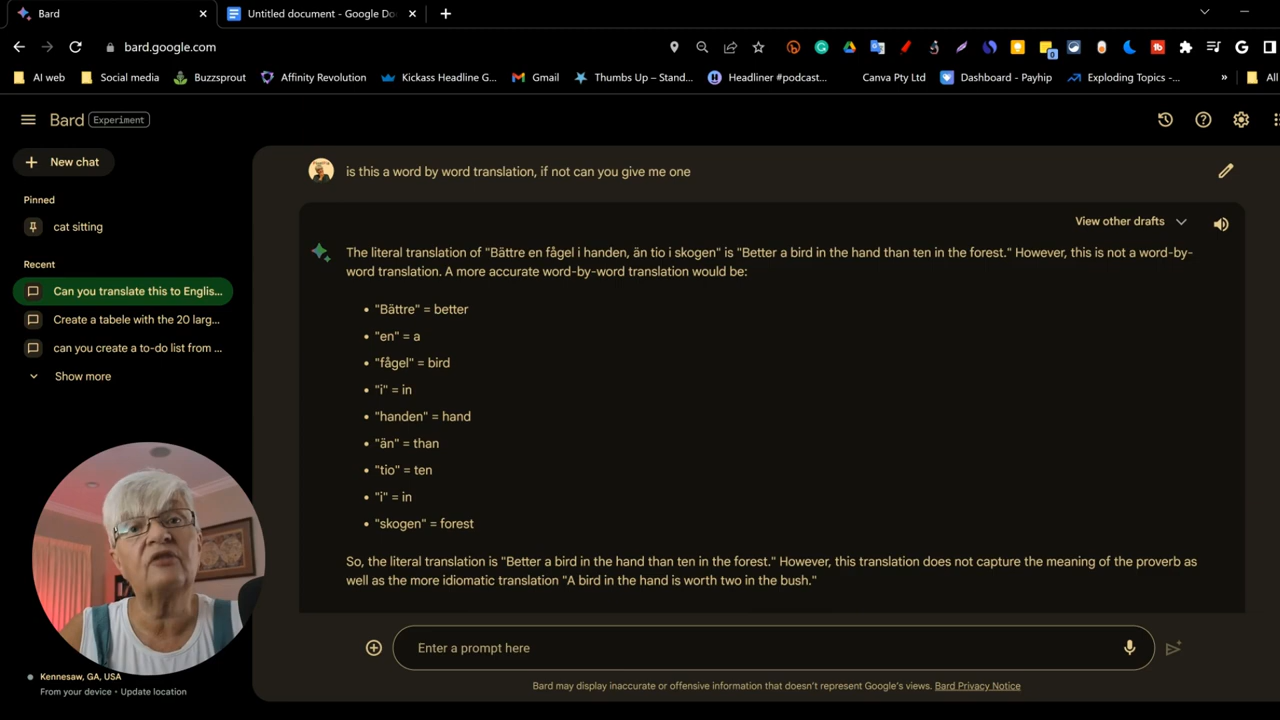 Bard
Untitled document - Google Do
bard.google.com
AI web
Social media
Buzzsprout
Affinity Revolution
Kickass Headline G...
Gmail
Thumbs Up – Stand...
Headliner #podcast...
Canva Pty Ltd
Dashboard - Payhip
Exploding Topics -...
»
All
Bard Experiment
New chat
Pinned
cat sitting
Recent
Can you translate this to Englis...
Create a tabele with the 20 larg...
can you create a to-do list from ...
Show more
is this a word by word translation, if not can you give me one
View other drafts
The literal translation of "Bättre en fågel i handen, än tio i skogen" is "Better a bird in the hand than ten in the forest." However, this is not a word-by-
word translation. A more accurate word-by-word translation would be:
• "Bättre" = better
• "en" = a
• "fågel" = bird
• "i" = in
• "handen" = hand
• "än" = than
• "tio" = ten
• "i" = in
• "skogen" = forest
So, the literal translation is "Better a bird in the hand than ten in the forest." However, this translation does not capture the meaning of the proverb as
well as the more idiomatic translation "A bird in the hand is worth two in the bush."
Enter a prompt here
Kennesaw, GA, USA
From your device • Update location
Bard may display inaccurate or offensive information that doesn't represent Google's views. Bard Privacy Notice